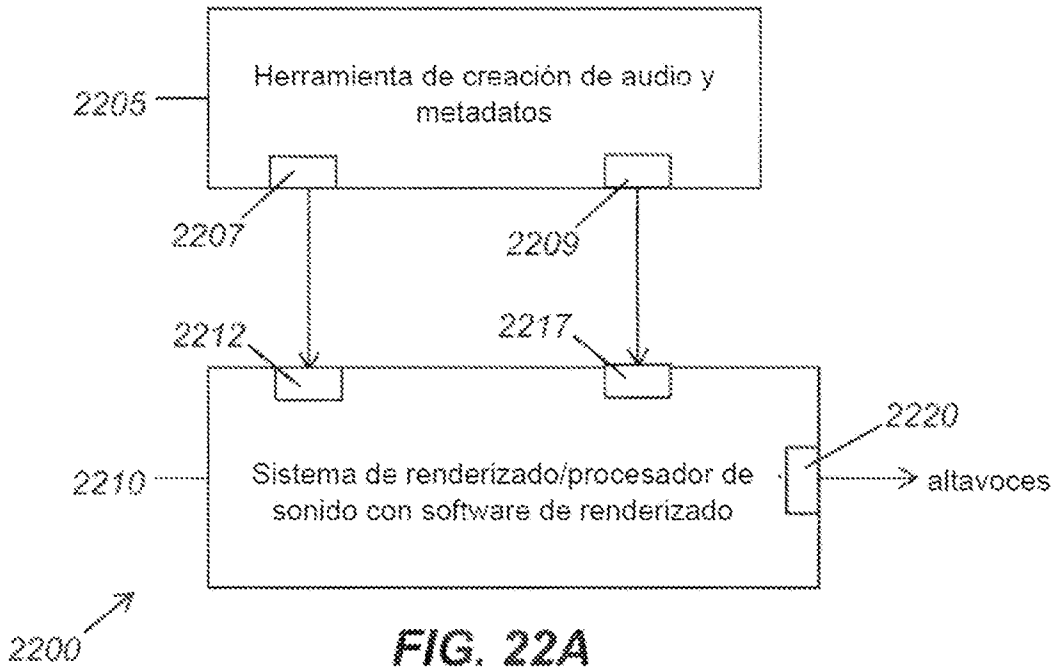 Herramienta de creación de audio y
metadatos
2205
2207
2209
2212
2217
2220
2210
Sistema de renderizado/procesador de
sonido con software de renderizado
altavoces
2200
FIG. 22A